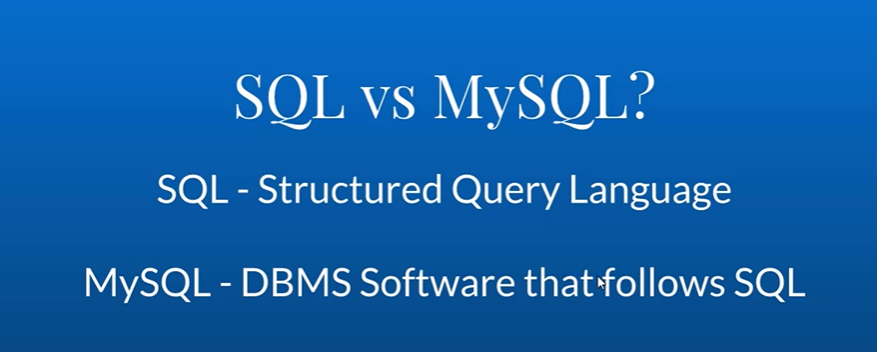 SQL vs MySQL?
SQL - Structured Query Language
MySQL - DBMS Software that follows SQL